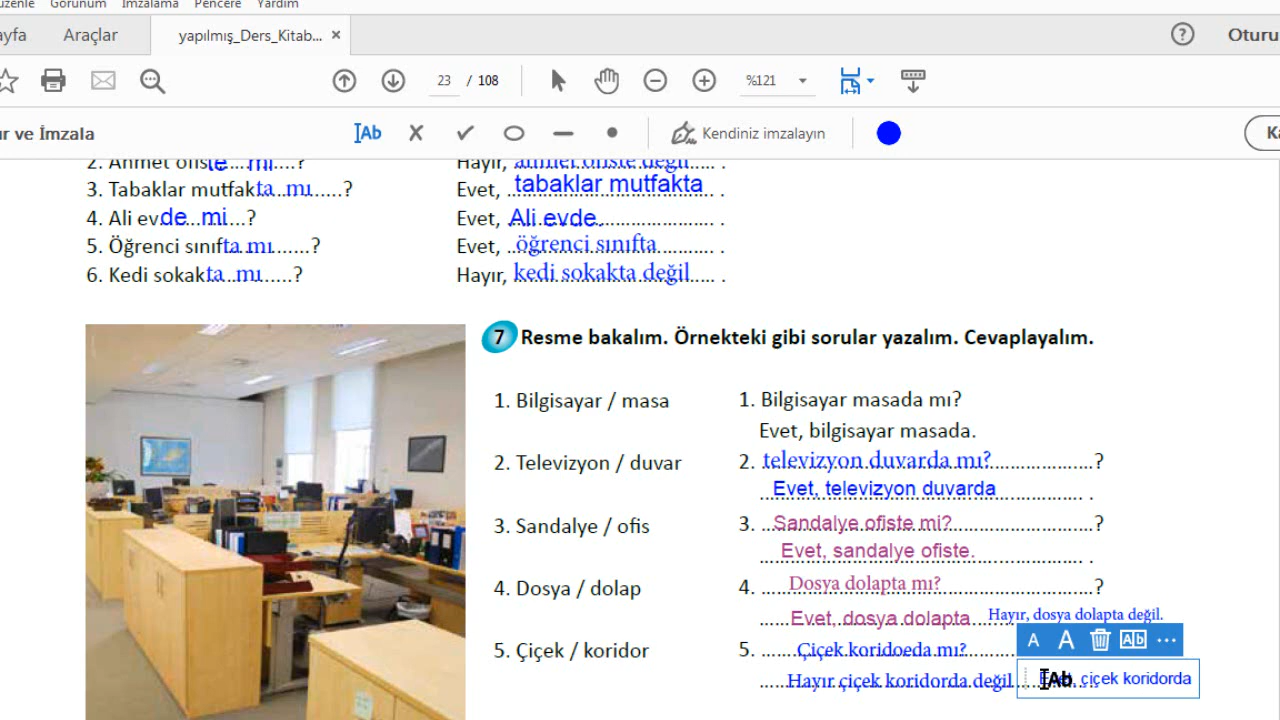 Görünüm İmzalama Pencere Yardım
Araçlar yapılmış_Ders_Kitab... ×
23 / 108 %121
ve İmzala Ab Kendiniz imzalayın
2. Ahmet ofiste mi ? Hayır, ahmet ofiste değil .
3. Tabaklar mutfakta mı ? Evet, tabaklar mutfakta .
4. Ali evde mi ? Evet, Ali evde. .
5. Öğrenci sınıfta mı ? Evet, öğrenci sınıfta .
6. Kedi sokakta mı ? Hayır, kedi sokakta değil .
7 Resme bakalım. Örnekteki gibi sorular yazalım. Cevaplayalım.
1. Bilgisayar / masa 1. Bilgisayar masada mı?
Evet, bilgisayar masada.
2. Televizyon / duvar 2. televizyon duvarda mı? ?
Evet, televizyon duvarda .
3. Sandalye / ofis 3. Sandalye ofiste mi? ?
Evet, sandalye ofiste. .
4. Dosya / dolap 4. Dosya dolapta mı? ?
Evet, dosya dolapta Hayır, dosya dolapta değil.
A A Ab ...
5. Çiçek / koridor 5. Çiçek koridoeda mı?
Hayır çiçek koridorda değil çiçek koridorda